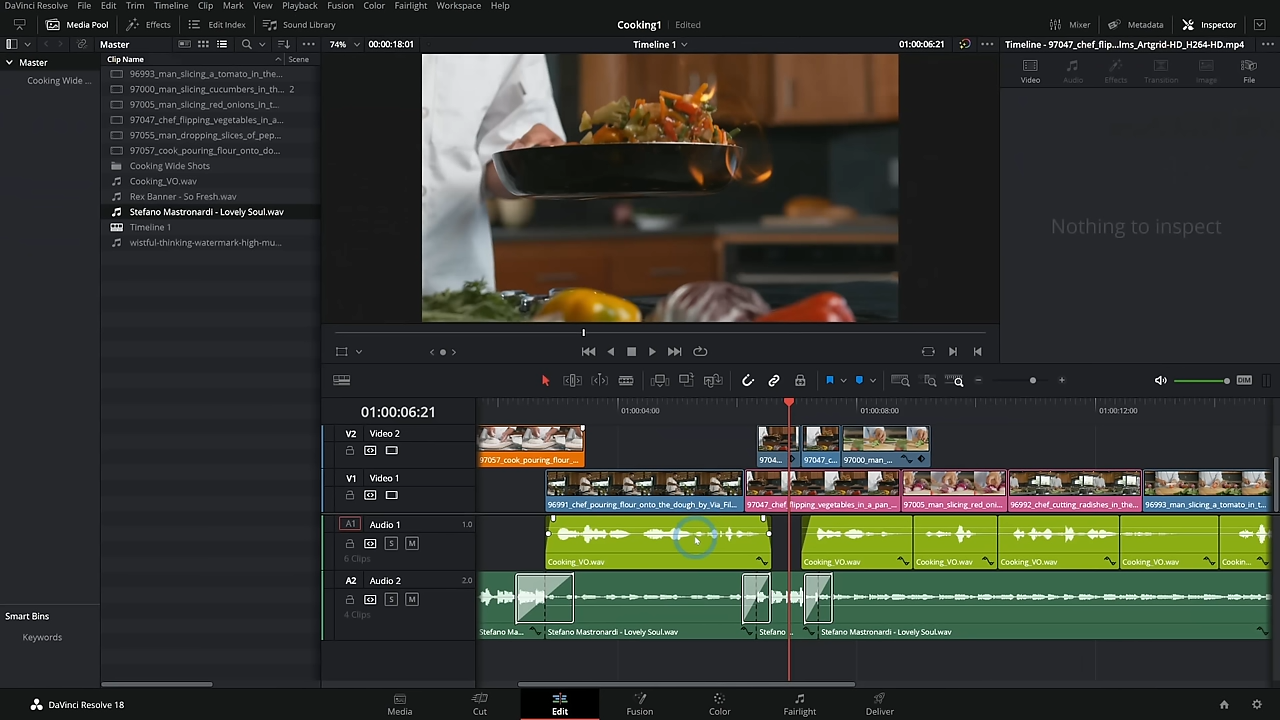 DaVinci Resolve File Edit Trim Timeline Clip Mark View Playback Fusion Color Fairlight Workspace Help
Media Pool Effects Edit Index Sound Library Cooking1 Edited Mixer Metadata Inspector
Master 74% 00:00:18:01 Timeline 1 01:00:06:21 Timeline - 97047_chef_flip...lms_Artgrid-HD_H264-HD.mp4
Master
Cooking Wide ...
Clip Name Scene
96993_man_slicing_a_tomato_in_the...
97000_man_slicing_cucumbers_in_th... 2
97005_man_slicing_red_onions_in_t...
97047_chef_flipping_vegetables_in_a...
97055_man_dropping_slices_of_pep...
97057_cook_pouring_flour_onto_do...
Cooking Wide Shots
Cooking_VO.wav
Rex Banner - So Fresh.wav
Stefano Mastronardi - Lovely Soul.wav
Timeline 1
wistful-thinking-watermark-high-mu...
Video Audio Effects Transition Image File
Nothing to inspect
DIM
01:00:06:21 01:00:04:00 01:00:08:00 01:00:12:00
V2 Video 2
97057_cook_pouring_flour_... 9704... 97047_c... 97000_man_...
V1 Video 1
96991_chef_pouring_flour_onto_the_dough_by_Via_Fil... 97047_chef_flipping_vegetables_in_a_pan_... 97005_man_slicing_red_oni... 96992_chef_cutting_radishes_in_the... 96993_man_slicing_a_tomato_in_t...
A1 Audio 1 1.0
S M
6 Clips
Cooking_VO.wav Cooking_VO.wav Cooking_VO.wav Cooking_VO.wav Cooking_VO.wav Cookin...
A2 Audio 2 2.0
S M
4 Clips
Stefano Ma... Stefano Mastronardi - Lovely Soul.wav Stefano ... Stefano Mastronardi - Lovely Soul.wav
Smart Bins
Keywords
DaVinci Resolve 18 Media Cut Edit Fusion Color Fairlight Deliver